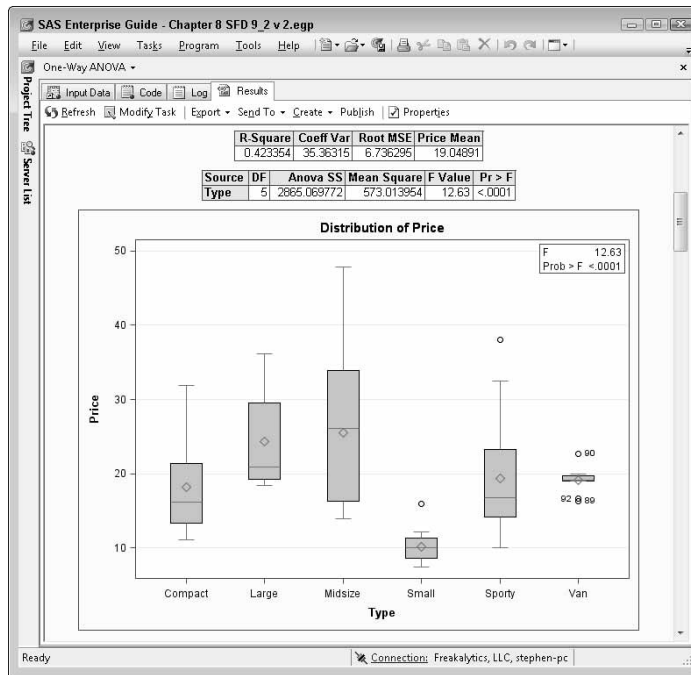 SAS Enterprise Guide - Chapter 8 SFD 9_2 v 2.egp
File Edit View Tasks Program Tools Help
One-Way ANOVA
Input Data Code Log Results
Refresh Modify Task Export Send To Create Publish Properties
Project Tree
Server List
R-Square Coeff Var Root MSE Price Mean
0.423354 35.36315 6.736295 19.04891
Source DF Anova SS Mean Square F Value Pr > F
Type 5 2865.069772 573.013954 12.63 <.0001
Distribution of Price
F 12.63
Prob > F <.0001
50
40
30
20
10
Price
90
92 89
Compact Large Midsize Small Sporty Van
Type
Ready
Connection: Freakalytics, LLC, stephen-pc